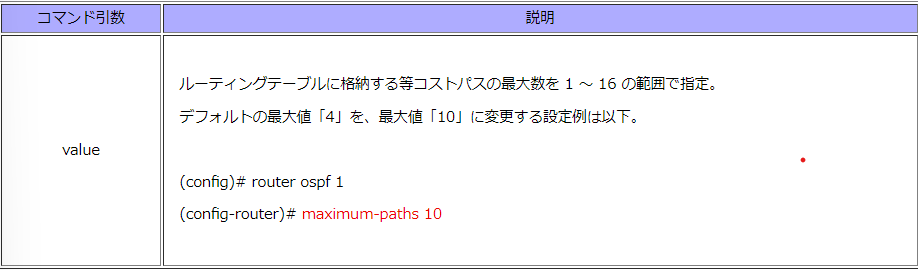 コマンド引数 説明
ルーティングテーブルに格納する等コストパスの最大数を 1 ～ 16 の範囲で指定。
デフォルトの最大値「4」を、最大値「10」に変更する設定例は以下。
value
(config)# router ospf 1
(config-router)# maximum-paths 10